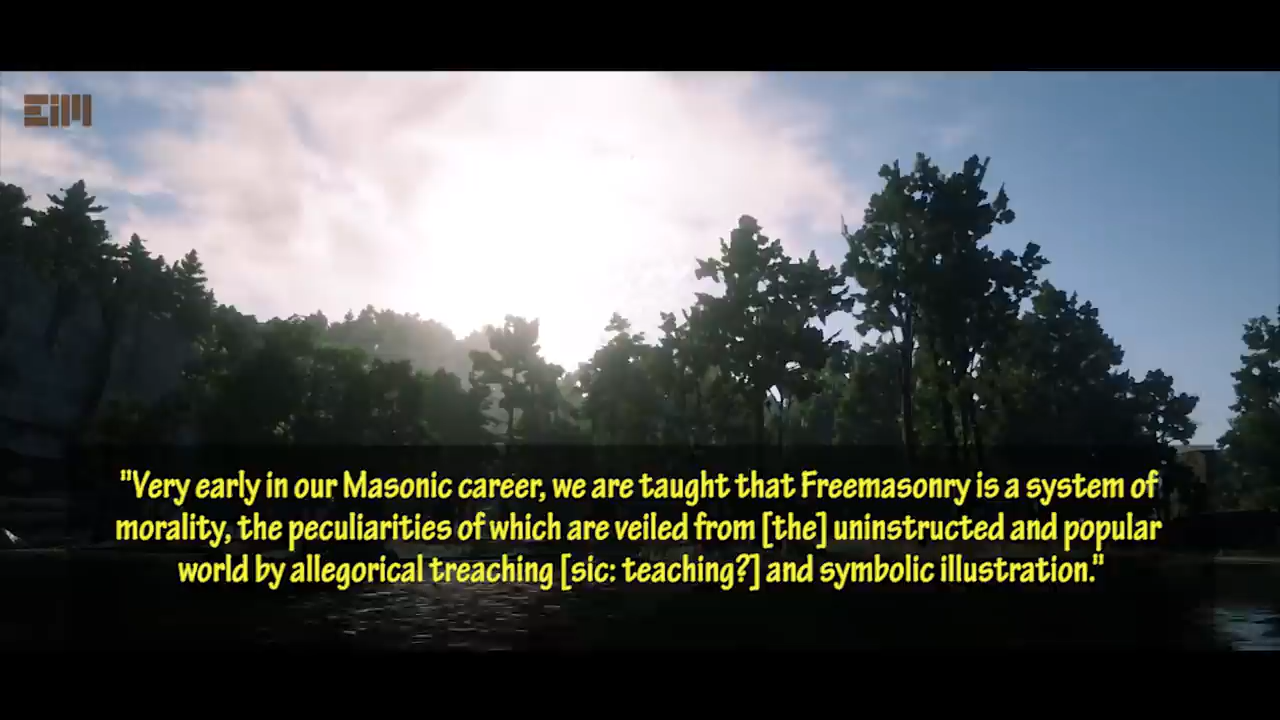 EiM
"Very early in our Masonic career, we are taught that Freemasonry is a system of
morality, the peculiarities of which are veiled from [the] uninstructed and popular
world by allegorical treaching [sic: teaching?] and symbolic illustration."